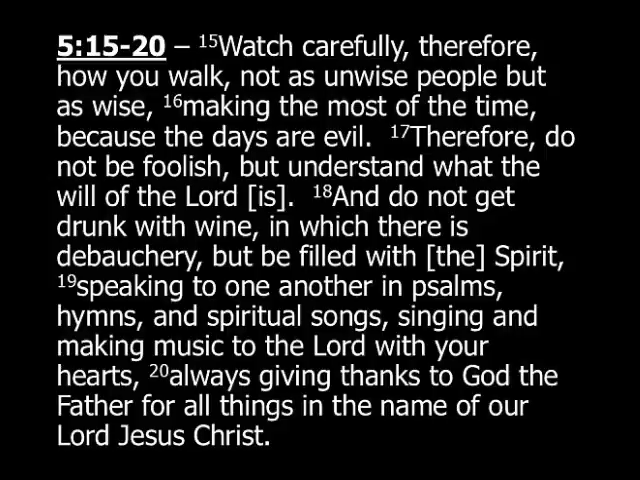 5:15-20 – 15Watch carefully, therefore,
how you walk, not as unwise people but
as wise, 16making the most of the time,
because the days are evil.  17Therefore, do
not be foolish, but understand what the
will of the Lord [is].  18And do not get
drunk with wine, in which there is
debauchery, but be filled with [the] Spirit,
19speaking to one another in psalms,
hymns, and spiritual songs, singing and
making music to the Lord with your
hearts, 20always giving thanks to God the
Father for all things in the name of our
Lord Jesus Christ.